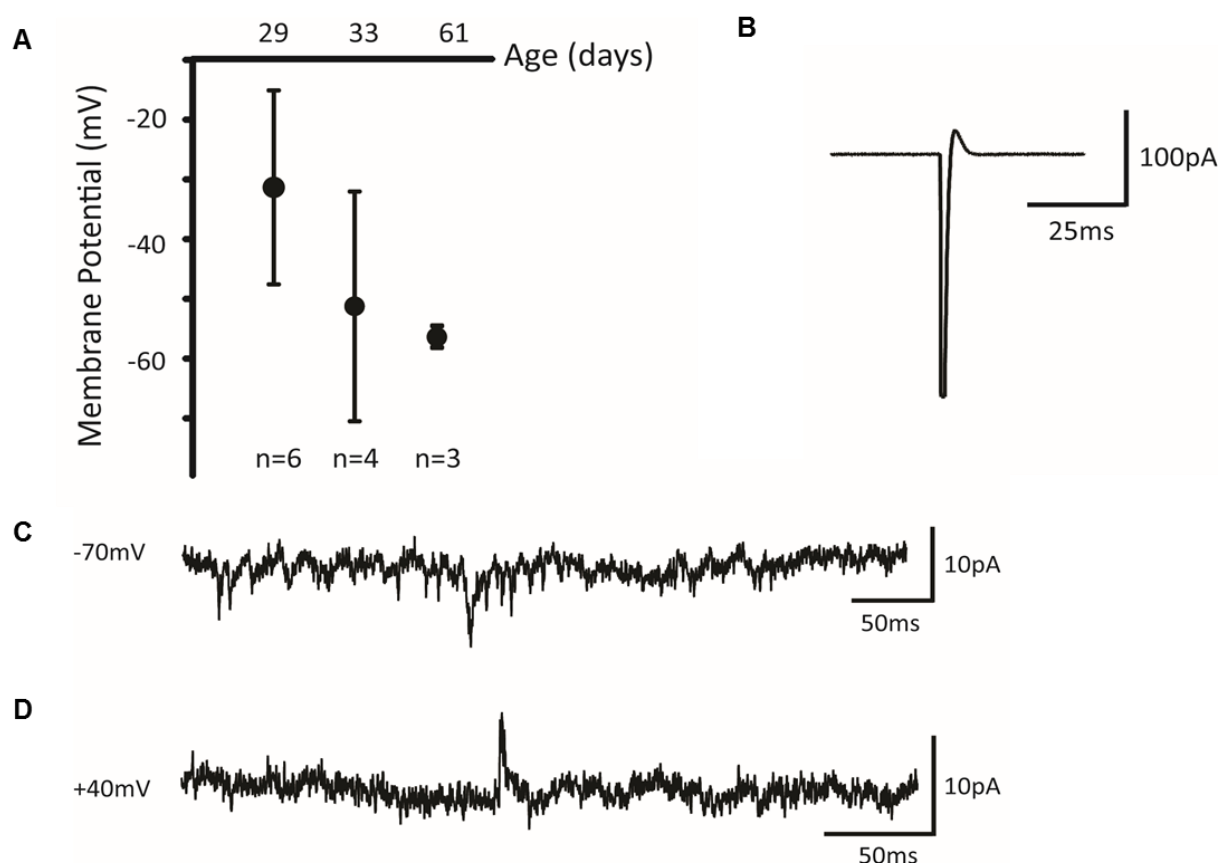 A
29 33 61
Age (days)
Membrane Potential (mV)
-20
-40
-60
n=6 n=4 n=3
B
100pA
25ms
C
-70mV
10pA
50ms
D
+40mV
10pA
50ms